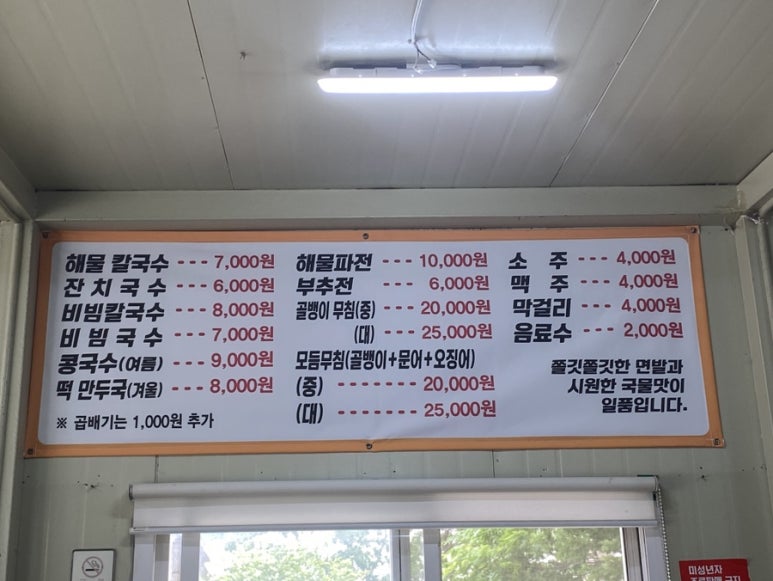 해물 칼국수 --- 7,000원
잔치국수 --- 6,000원
비빔칼국수 --- 8,000원
비빔국수 --- 7,000원
콩국수(여름) --- 9,000원
떡 만두국(겨울) --- 8,000원
※ 곱배기는 1,000원 추가
해물파전 --- 10,000원
부추전 --- 6,000원
골뱅이 무침(중) --- 20,000원
(대) --- 25,000원
모듬무침(골뱅이+문어+오징어)
(중) ------- 20,000원
(대) ------- 25,000원
소 주 --- 4,000원
맥 주 --- 4,000원
막걸리 --- 4,000원
음료수 --- 2,000원
쫄깃쫄깃한 면발과
시원한 국물맛이
일품입니다.
미성년자